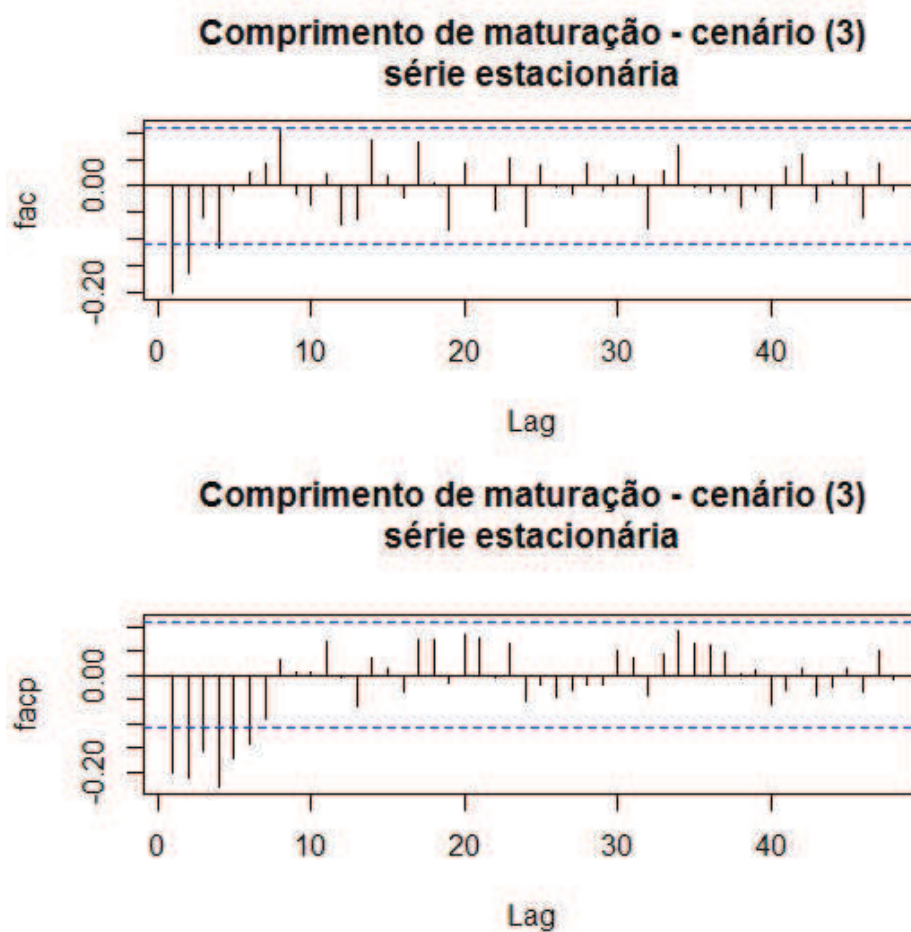 Comprimento de maturação - cenário (3)
série estacionária
fac
0.00
-0.20
0 10 20 30 40
Lag
Comprimento de maturação - cenário (3)
série estacionária
facp
0.00
-0.20
0 10 20 30 40
Lag